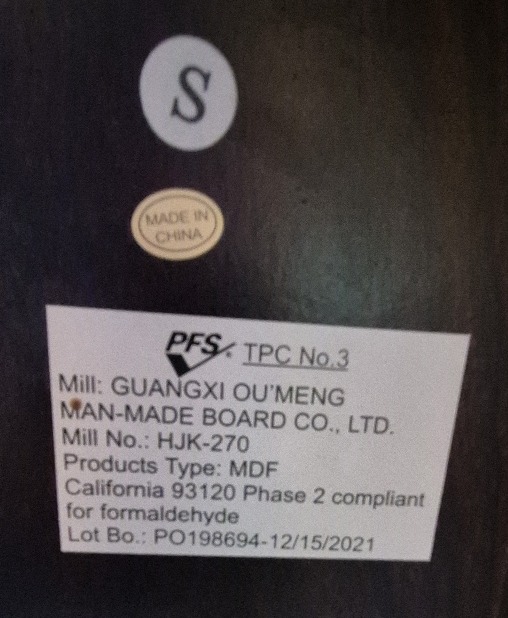 S
MADE IN
CHINA
PFS® TPC No.3
Mill: GUANGXI OU'MENG
MAN-MADE BOARD CO., LTD.
Mill No.: HJK-270
Products Type: MDF
California 93120 Phase 2 compliant
for formaldehyde
Lot Bo.: PO198694-12/15/2021